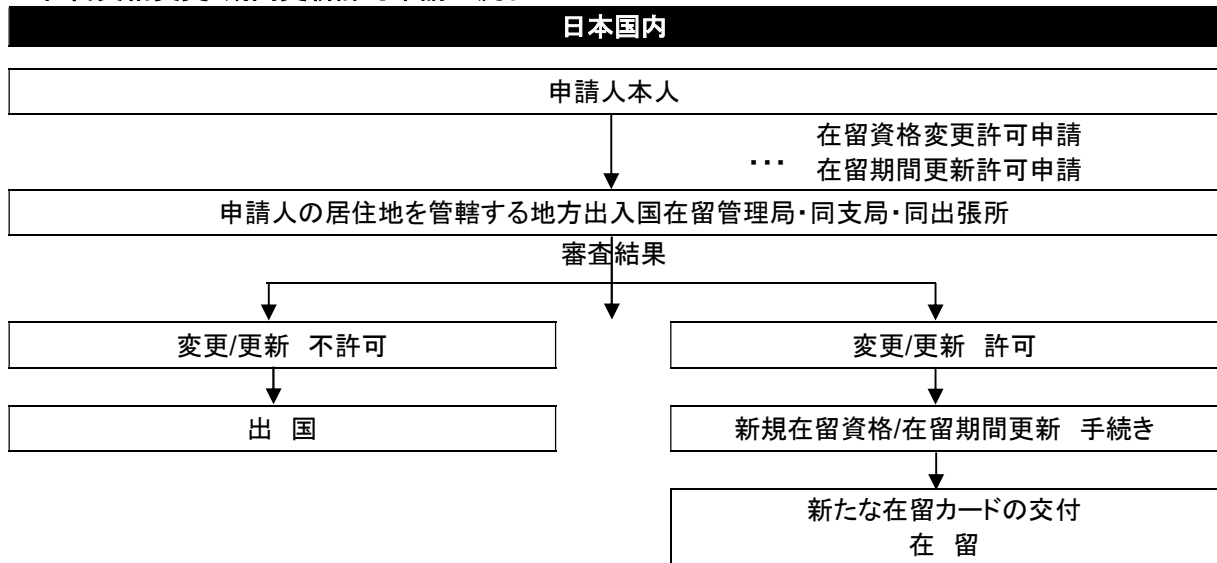 日本国内
申請人本人
在留資格変更許可申請
… 在留期間更新許可申請
申請人の居住地を管轄する地方出入国在留管理局・同支局・同出張所
審査結果
変更/更新 不許可
変更/更新 許可
出 国
新規在留資格/在留期間更新 手続き
新たな在留カードの交付
在 留